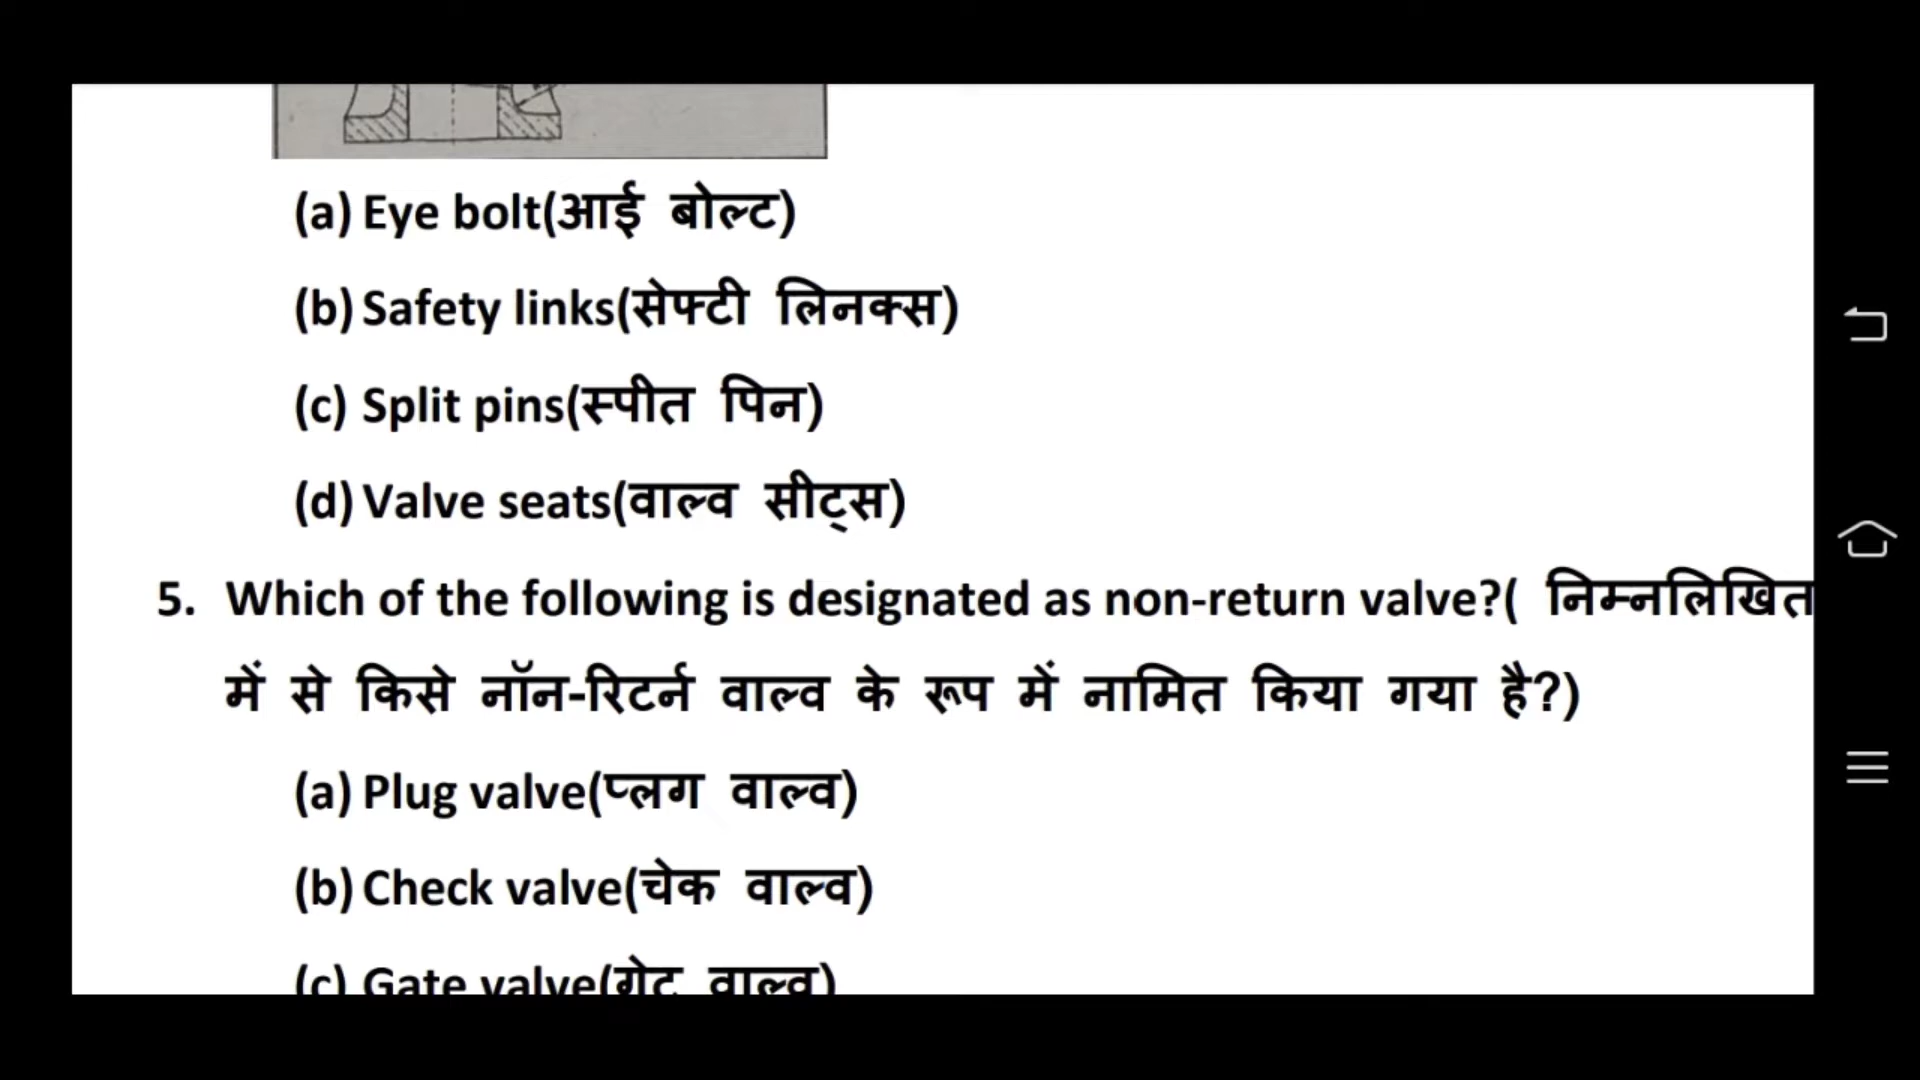 (a) Eye bolt(आई बोल्ट)
(b) Safety links(सेफ्टी लिनक्स)
(c) Split pins(स्पीत पिन)
(d) Valve seats(वाल्व सीट्स)
5. Which of the following is designated as non-return valve?( निम्नलिखित
में से किसे नॉन-रिटर्न वाल्व के रूप में नामित किया गया है?)
(a) Plug valve(प्लग वाल्व)
(b) Check valve(चेक वाल्व)
(c) Gate valve(गेट वाल्व)